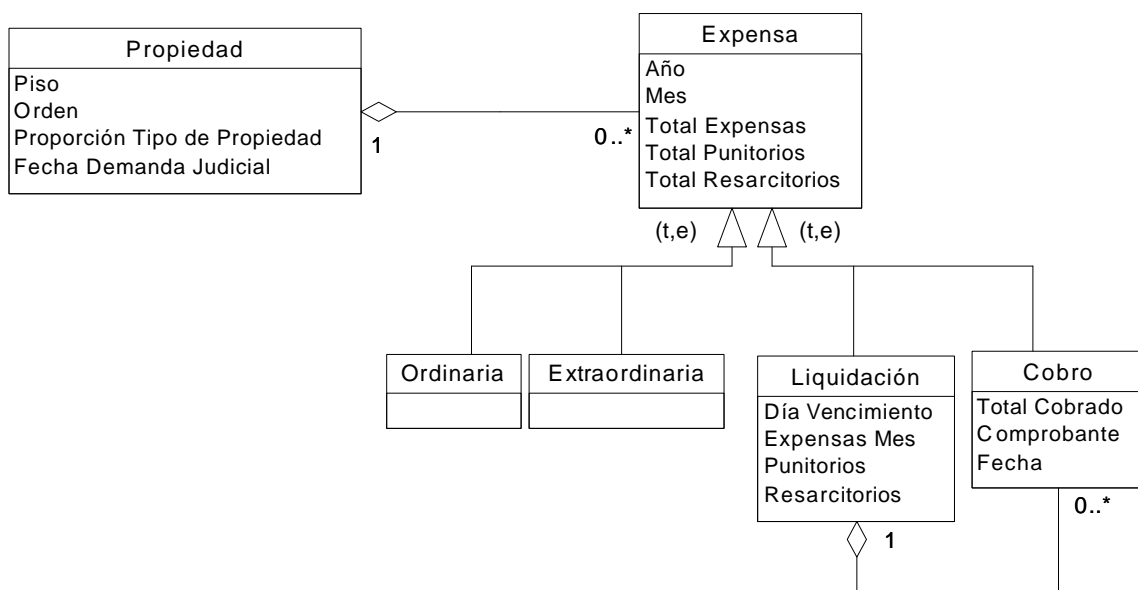 Propiedad
Piso
Orden
Proporción Tipo de Propiedad
Fecha Demanda Judicial
1
0..*
Expensa
Año
Mes
Total Expensas
Total Punitorios
Total Resarcitorios
(t,e)
(t,e)
Ordinaria
Extraordinaria
Liquidación
Día Vencimiento
Expensas Mes
Punitorios
Resarcitorios
1
Cobro
Total Cobrado
Comprobante
Fecha
0..*